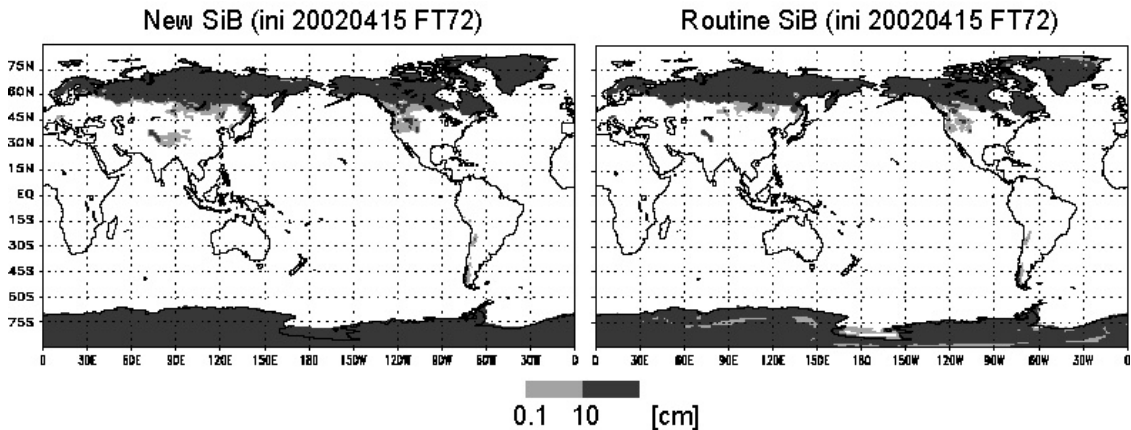 New SiB (ini 20020415 FT72)
Routine SiB (ini 20020415 FT72)
75N
60N
45N
30N
15N
EQ
15S
30S
45S
60S
75S
0 30E 60E 90E 120E 150E 180 150W 120W 90W 60W 30W 0
30E 60E 90E 120E 150E 180 150W 120W 90W 60W 30W 0
0.1 10 [cm]